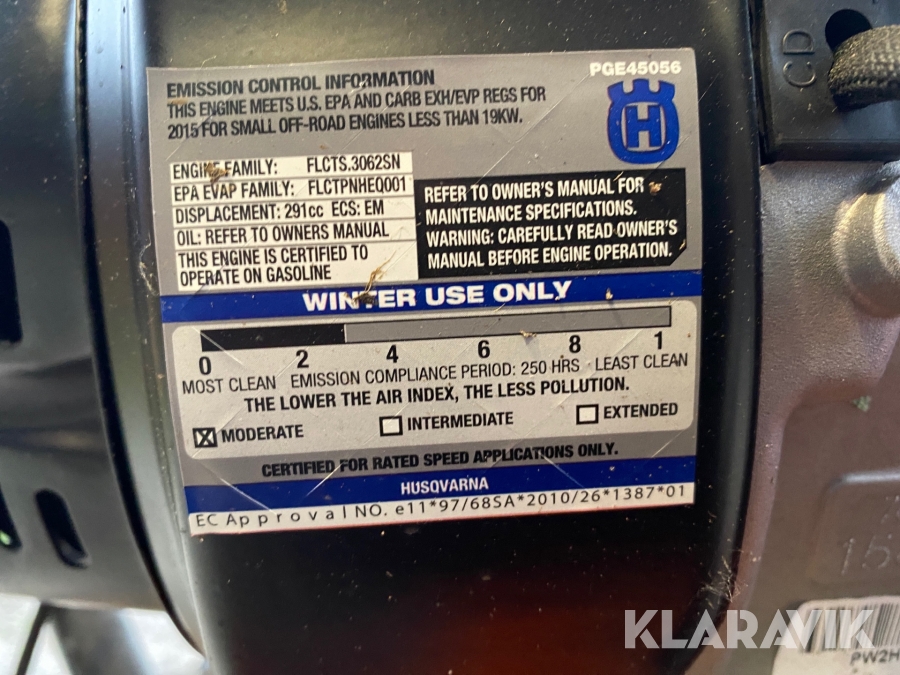 PGE45056
EMISSION CONTROL INFORMATION
THIS ENGINE MEETS U.S. EPA AND CARB EXH/EVP REGS FOR
2015 FOR SMALL OFF-ROAD ENGINES LESS THAN 19KW.
H
CD
ENGINE FAMILY: FLCTS.3062SN
EPA EVAP FAMILY: FLCTPNHEQ001
DISPLACEMENT: 291cc ECS: EM
OIL: REFER TO OWNERS MANUAL
THIS ENGINE IS CERTIFIED TO
OPERATE ON GASOLINE
REFER TO OWNER'S MANUAL FOR
MAINTENANCE SPECIFICATIONS.
WARNING: CAREFULLY READ OWNER'S
MANUAL BEFORE ENGINE OPERATION.
WINTER USE ONLY
0 2 4 6 8 1
MOST CLEAN EMISSION COMPLIANCE PERIOD: 250 HRS LEAST CLEAN
THE LOWER THE AIR INDEX, THE LESS POLLUTION.
MODERATE INTERMEDIATE EXTENDED
CERTIFIED FOR RATED SPEED APPLICATIONS ONLY.
HUSQVARNA
EC Approval NO. e11*97/68SA*2010/26*1387*01
KLARAVIK
PW2H